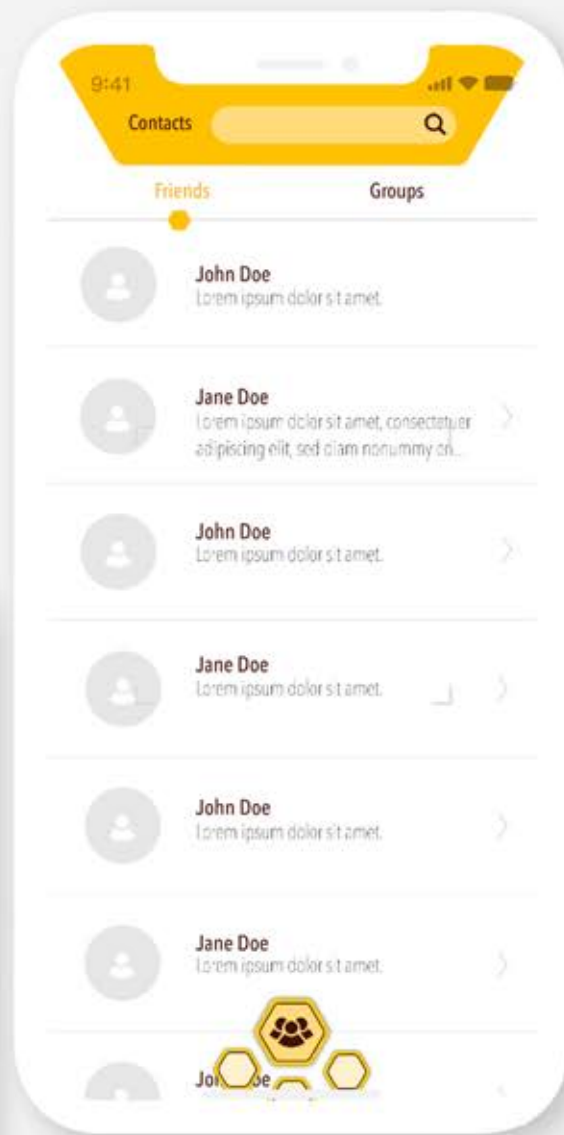 9:41
Contacts
Friends Groups
John Doe
Lorem ipsum dolor sit amet.
Jane Doe
Lorem ipsum dolor sit amet, consectetuer
adipiscing elit, sed diam nonummy en...
John Doe
Lorem ipsum dolor sit amet.
Jane Doe
Lorem ipsum dolor sit amet.
John Doe
Lorem ipsum dolor sit amet.
Jane Doe
Lorem ipsum dolor sit amet.